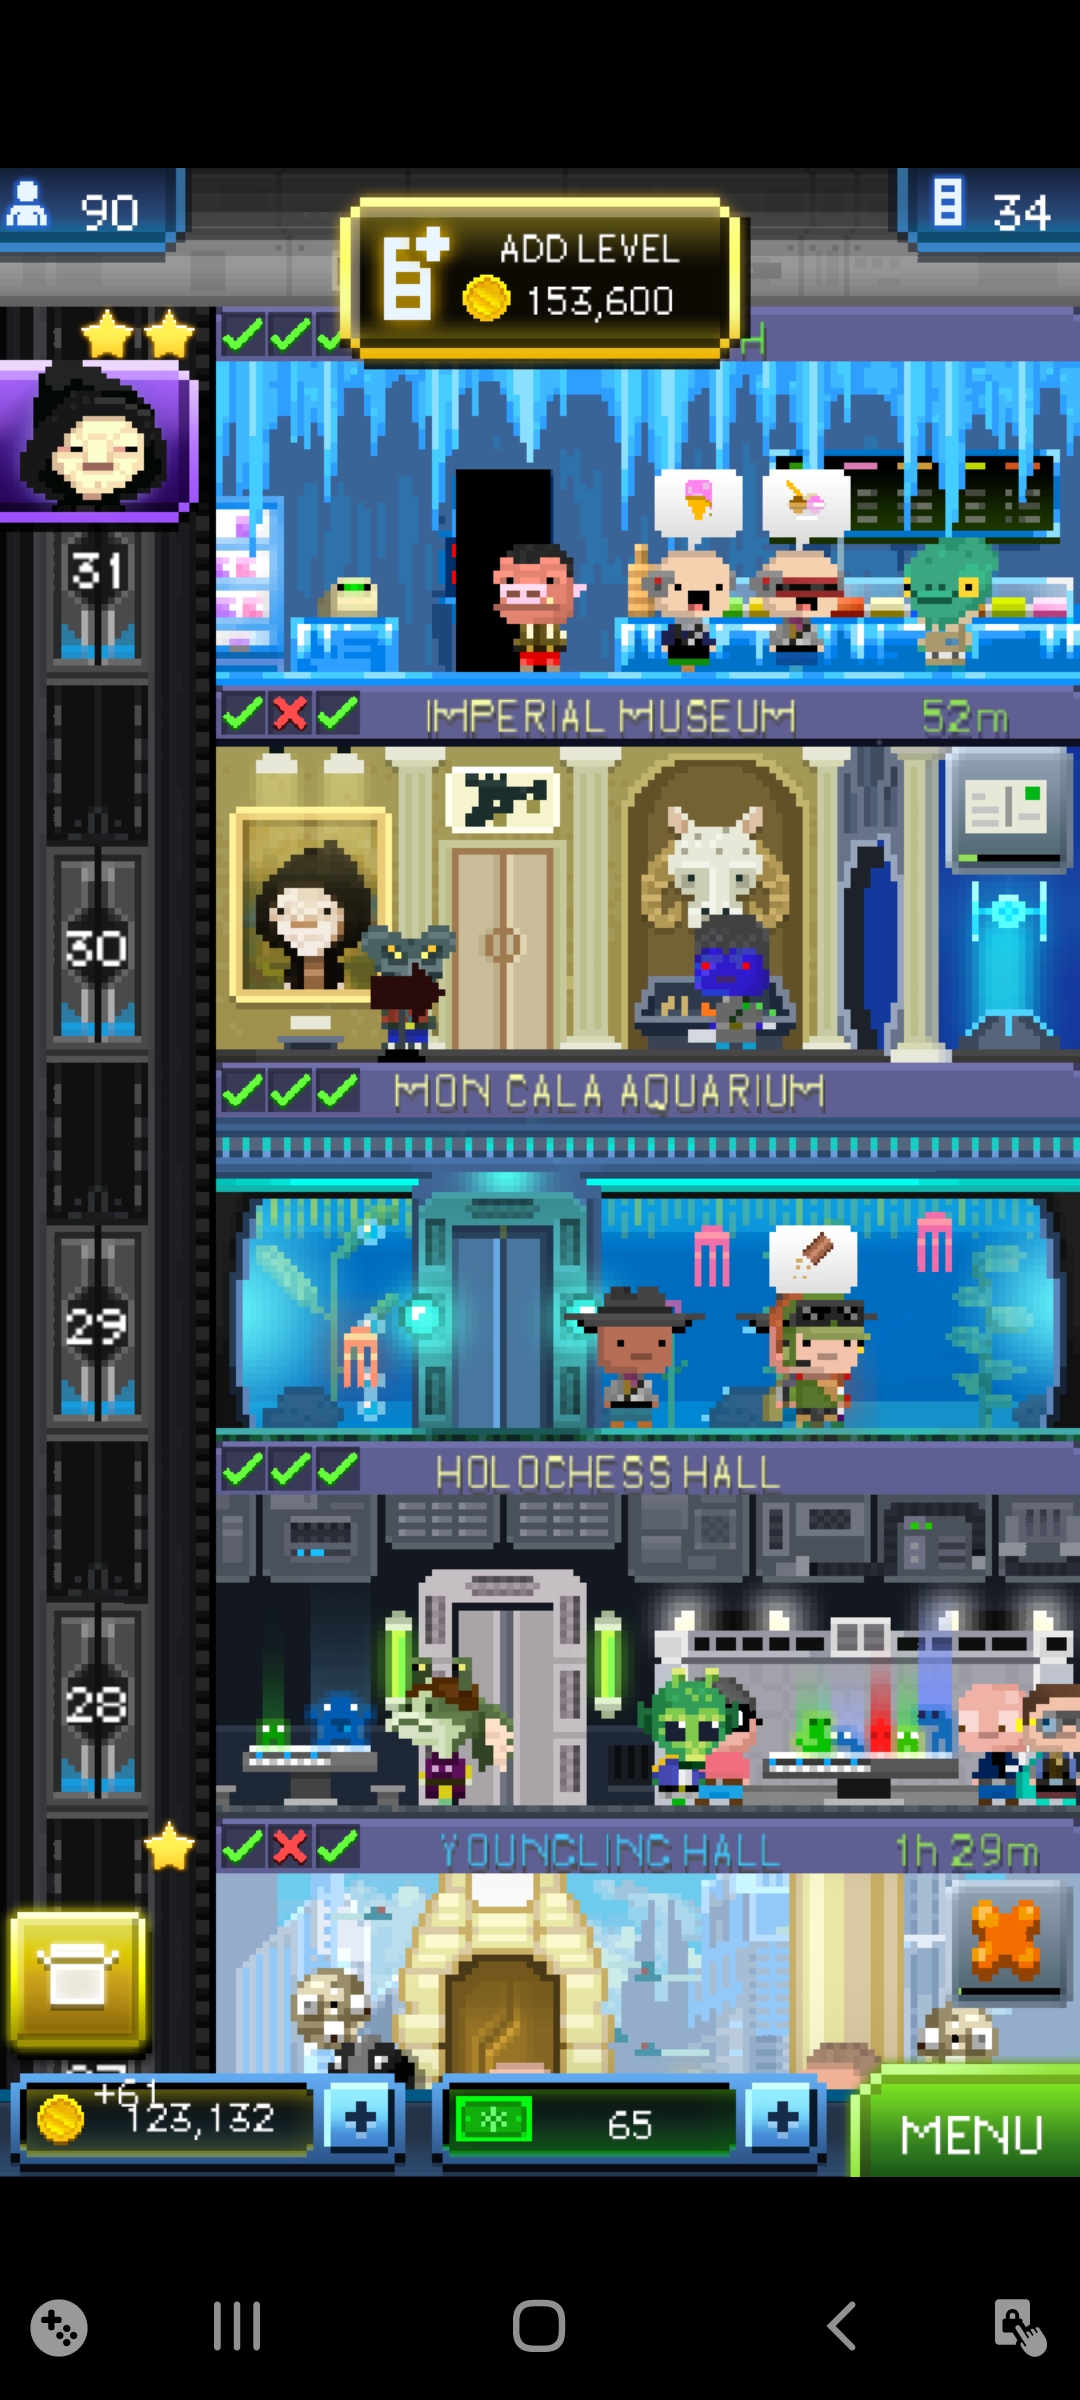 90
34
ADD LEVEL
153,600
31
IMPERIAL MUSEUM 52m
30
MON CALA AQUARIUM
29
HOLOCHESS HALL
28
YOUNGLING HALL 1h 29m
+61
123,132
65
MENU